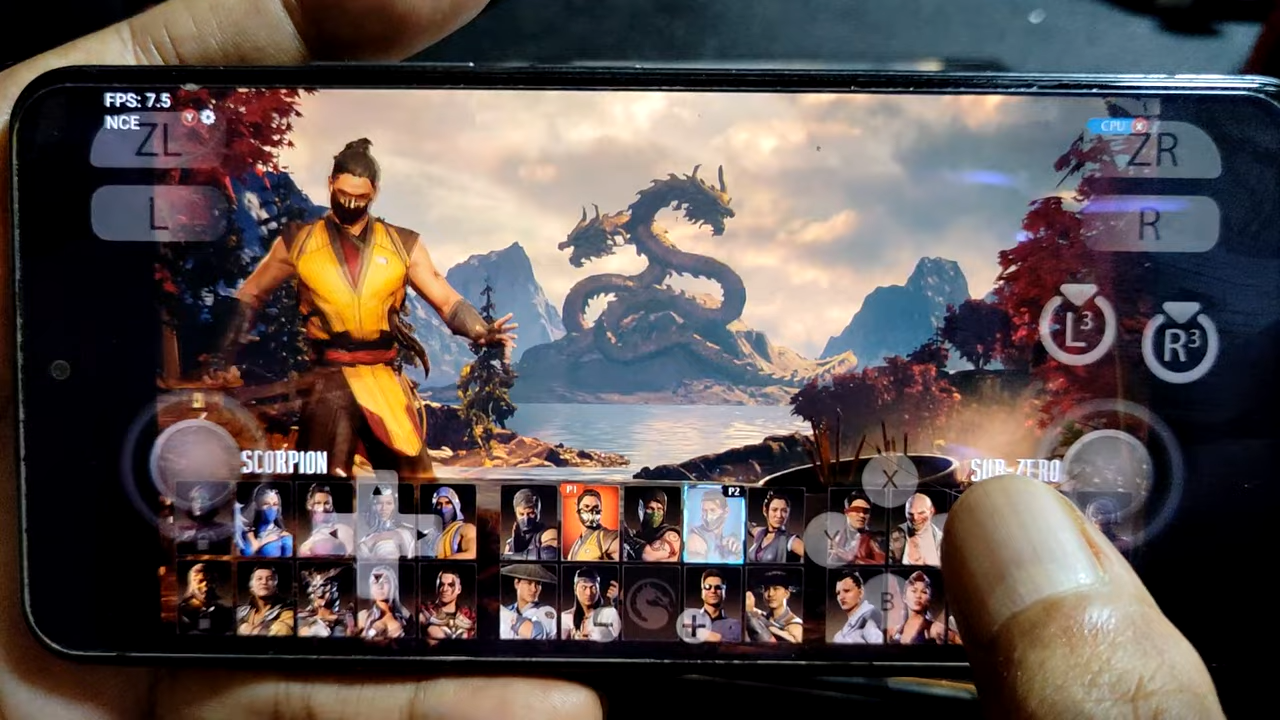 FPS: 7.5
NCE
Y
CPU X
ZL
ZR
L
R
L3
R3
SCORPION
SUB-ZERO
X
P1
P2
Y
B